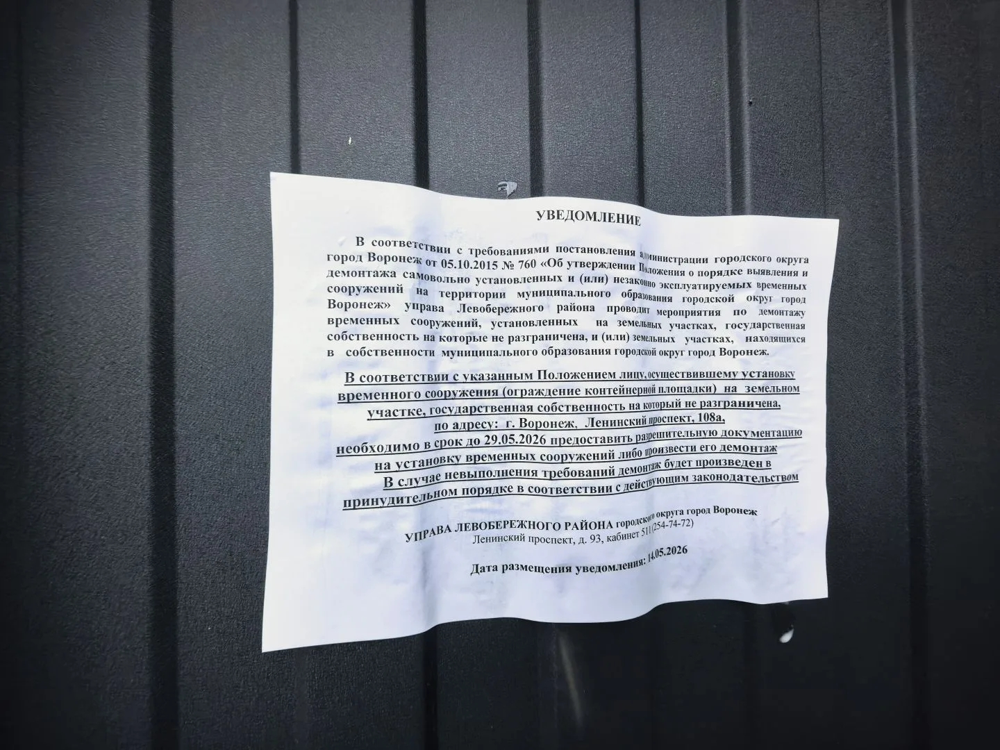 УВЕДОМЛЕНИЕ
В соответствии с требованиями постановления администрации городского округа
город Воронеж от 05.10.2015 № 760 «Об утверждении Положения о порядке выявления и
демонтажа самовольно установленных и (или) незаконно эксплуатируемых временных
сооружений на территории муниципального образования городской округ город
Воронеж» управа Левобережного района проводит мероприятия по демонтажу
временных сооружений, установленных на земельных участках, государственная
собственность на которые не разграничена, и (или) земельных участках, находящихся
в собственности муниципального образования городской округ город Воронеж.
В соответствии с указанным Положением лицу, осуществившему установку
временного сооружения (ограждение контейнерной площадки) на земельном
участке, государственная собственность на который не разграничена,
по адресу: г. Воронеж, Ленинский проспект, 108а,
необходимо в срок до 29.05.2026 предоставить разрешительную документацию
на установку временных сооружений либо произвести его демонтаж
В случае невыполнения требований демонтаж будет произведен в
принудительном порядке в соответствии с действующим законодательством
УПРАВА ЛЕВОБЕРЕЖНОГО РАЙОНА городского округа город Воронеж
Ленинский проспект, д. 93, кабинет 511 (254-74-72)
Дата размещения уведомления: 14.05.2026